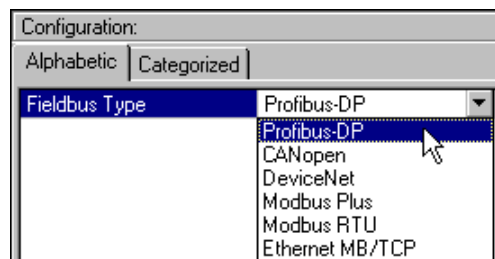 Configuration:
Alphabetic Categorized
Fieldbus Type Profibus-DP
Profibus-DP
CANopen
DeviceNet
Modbus Plus
Modbus RTU
Ethernet MB/TCP